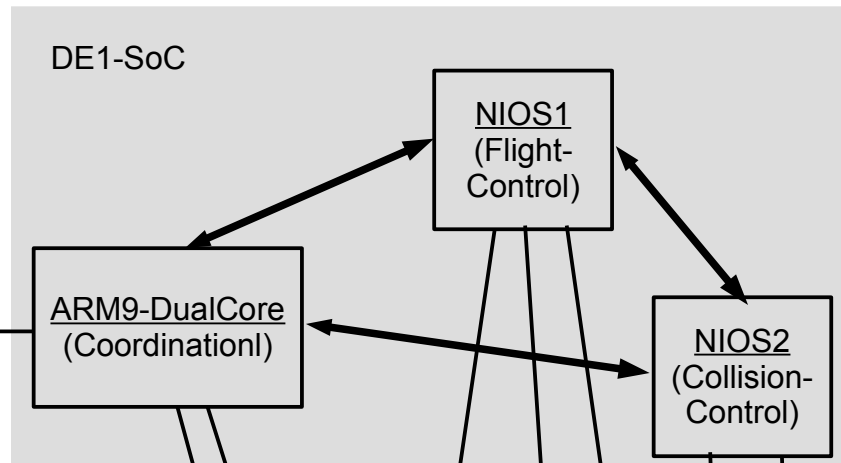 DE1-SoC
NIOS1
(Flight-
Control)
ARM9-DualCore
(Coordinationl)
NIOS2
(Collision-
Control)